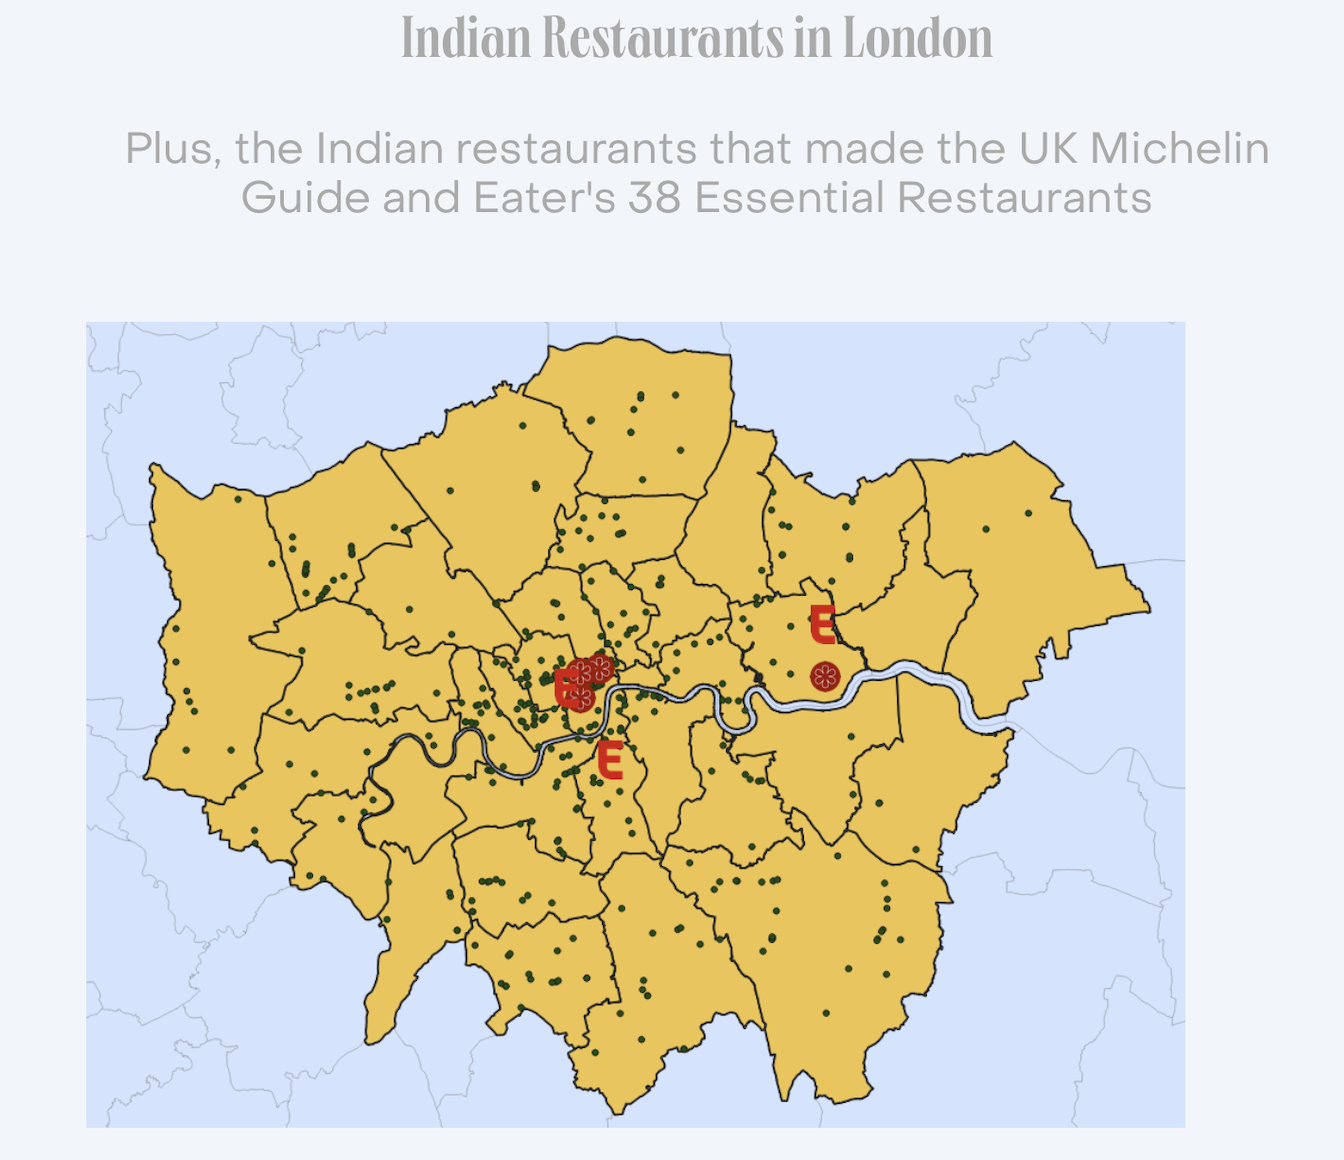 Indian Restaurants in London
Plus, the Indian restaurants that made the UK Michelin
Guide and Eater's 38 Essential Restaurants
E
E
E